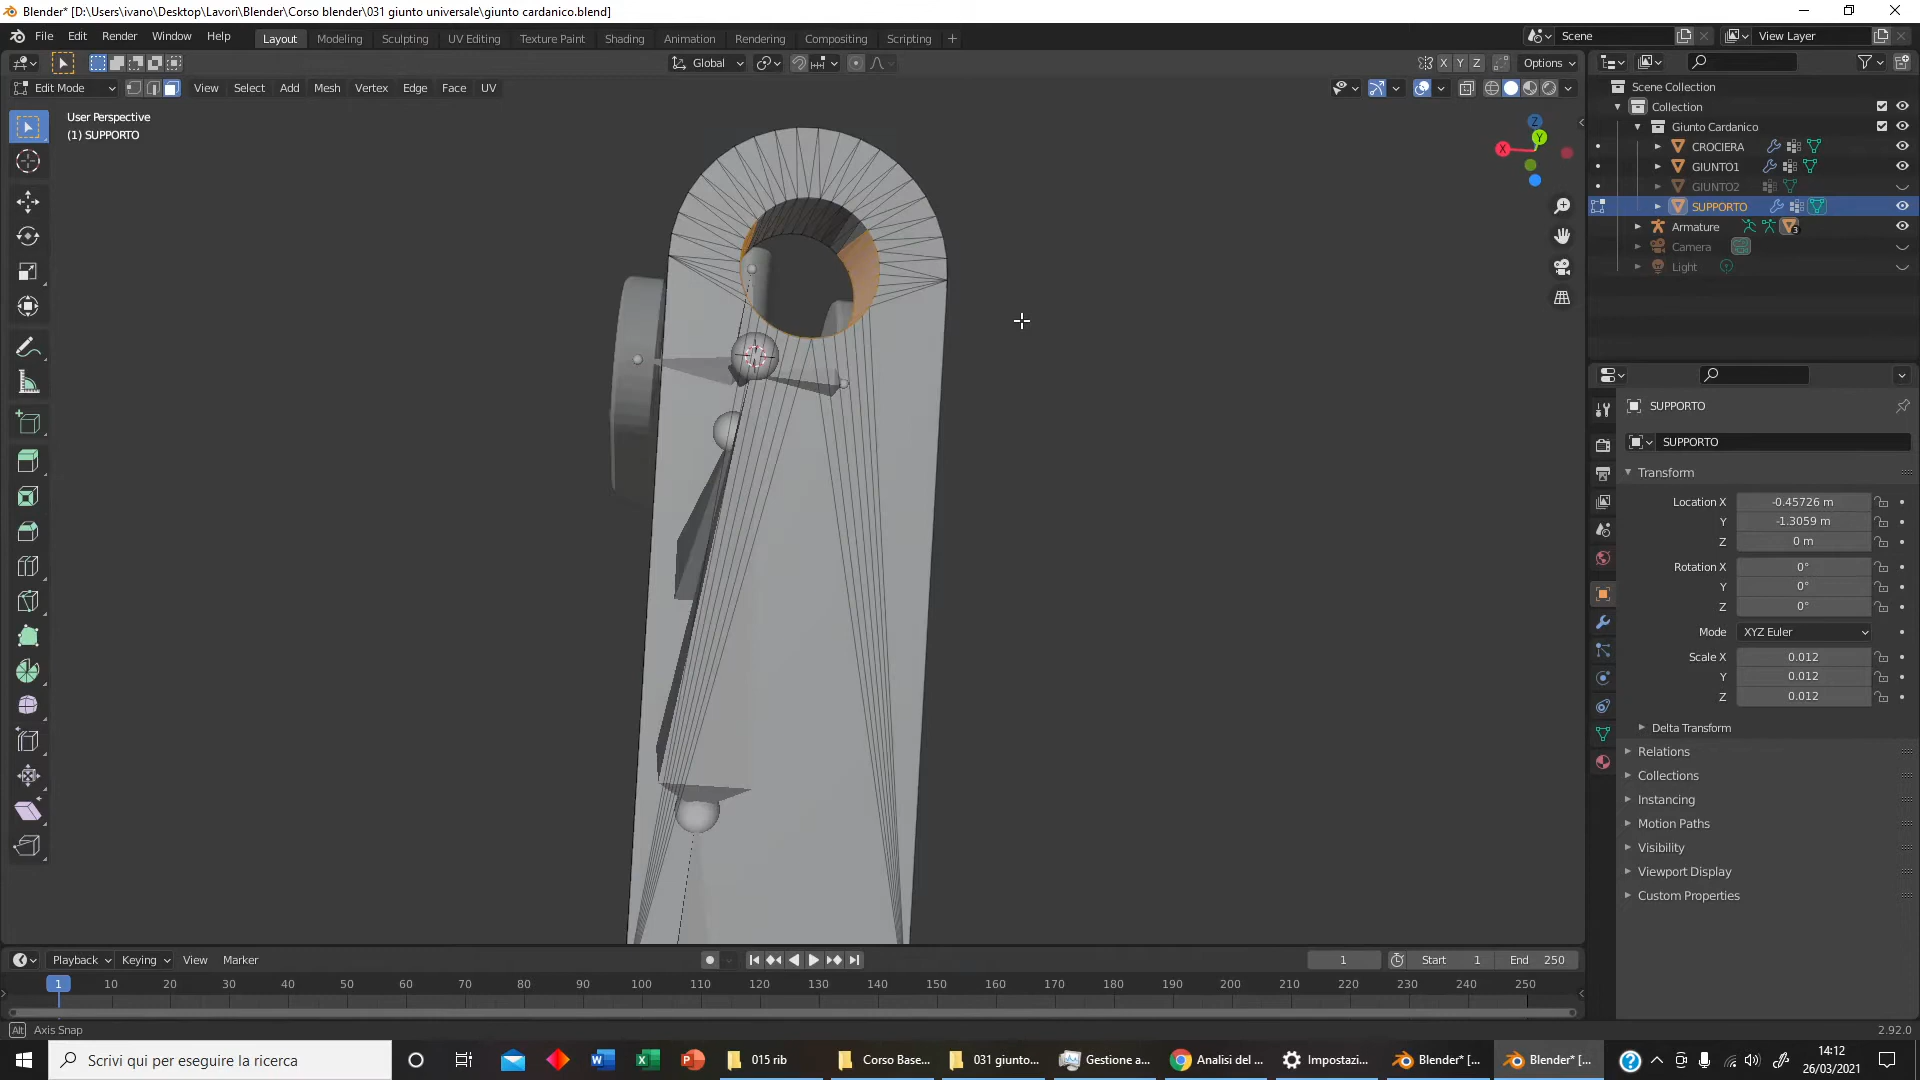 Blender* [D:\Users\ivano\Desktop\Lavori\Blender\Corso blender\031 giunto universale\giunto cardanico.blend]
File Edit Render Window Help Layout Modeling Sculpting UV Editing Texture Paint Shading Animation Rendering Compositing Scripting + Scene View Layer
Global X Y Z Options
Edit Mode View Select Add Mesh Vertex Edge Face UV
User Perspective
(1) SUPPORTO
Z
Y
X
Scene Collection
Collection
Giunto Cardanico
CROCIERA
GIUNTO1
GIUNTO2
SUPPORTO
Armature 3
Camera
Light
SUPPORTO
SUPPORTO
Transform
Location X -0.45726 m
Y -1.3059 m
Z 0 m
Rotation X 0°
Y 0°
Z 0°
Mode XYZ Euler
Scale X 0.012
Y 0.012
Z 0.012
Delta Transform
Relations
Collections
Instancing
Motion Paths
Visibility
Viewport Display
Custom Properties
Playback Keying View Marker 1 Start 1 End 250
1 10 20 30 40 50 60 70 80 90 100 110 120 130 140 150 160 170 180 190 200 210 220 230 240 250
Alt Axis Snap 2.92.0
Scrivi qui per eseguire la ricerca 015 rib Corso Base... 031 giunto... Gestione a... Analisi del ... Impostazi... Blender* [... Blender* [...
14:12
26/03/2021